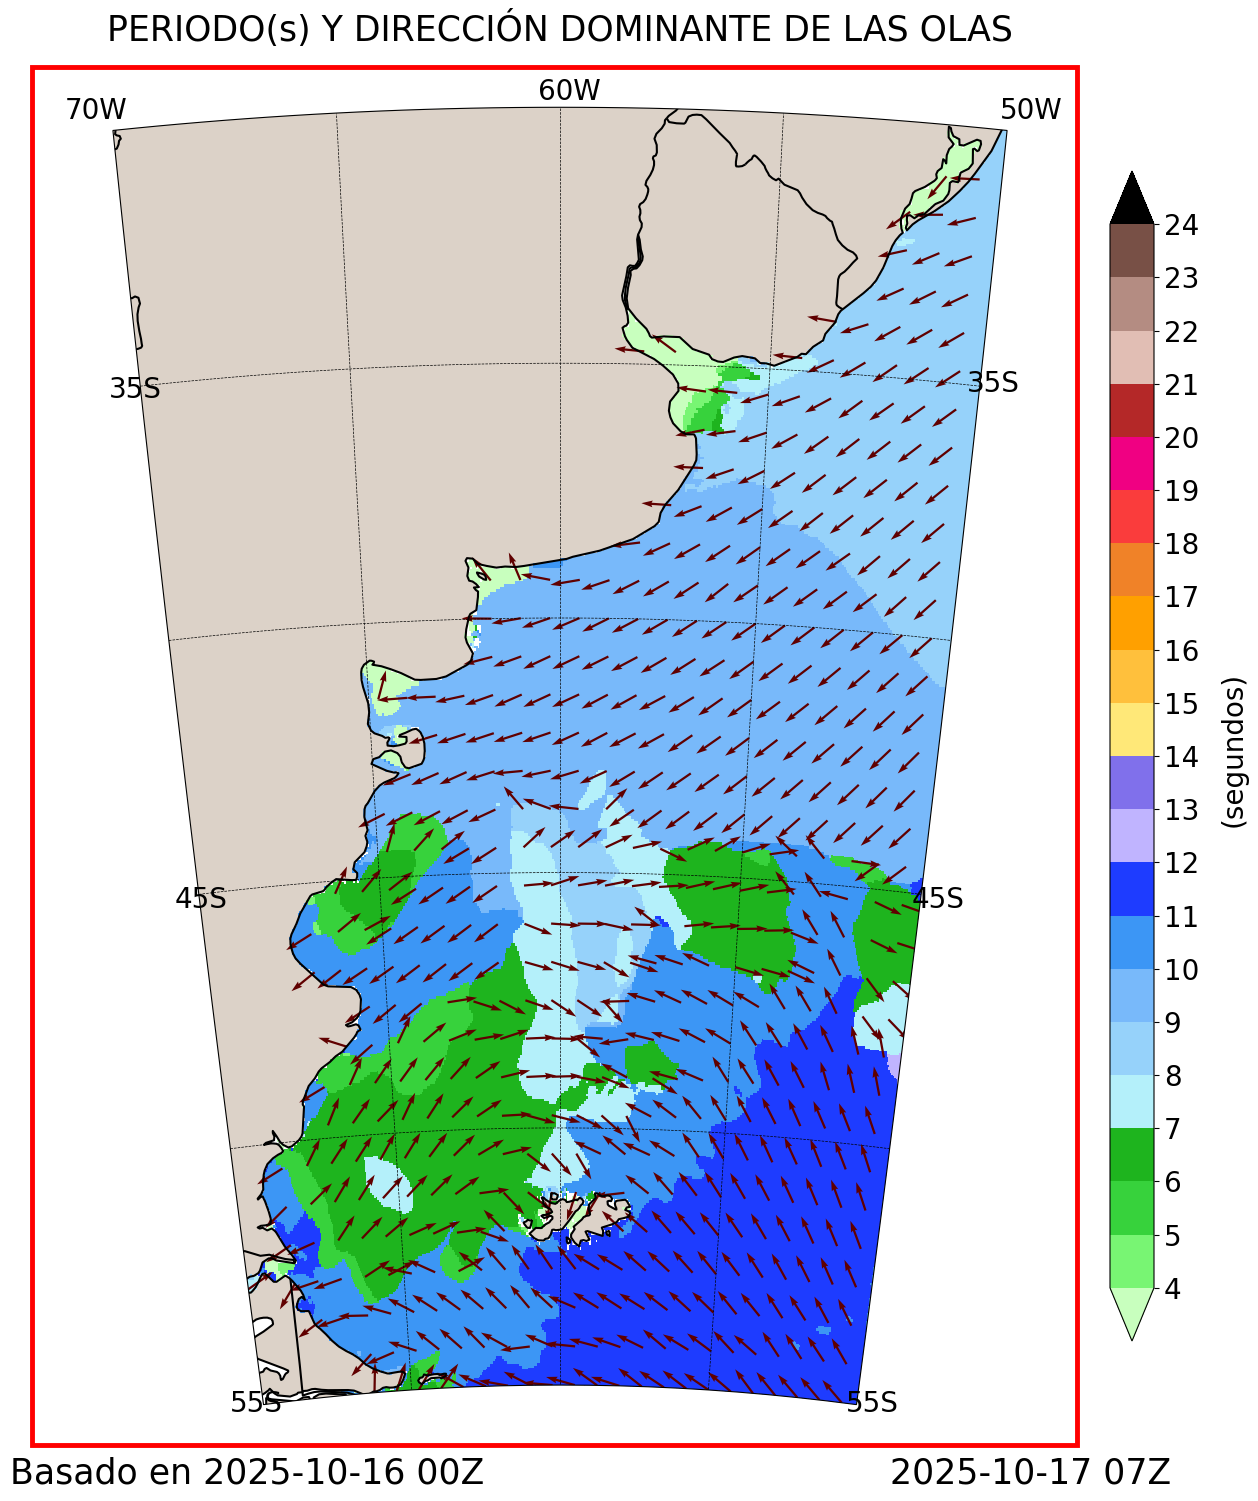 PERIODO(s) Y DIRECCIÓN DOMINANTE DE LAS OLAS
70W
60W
50W
35S
35S
45S
45S
55S
55S
24
23
22
21
20
19
18
17
16
15
14
13
12
11
10
9
8
7
6
5
4
(segundos)
Basado en 2025-10-16 00Z
2025-10-17 07Z